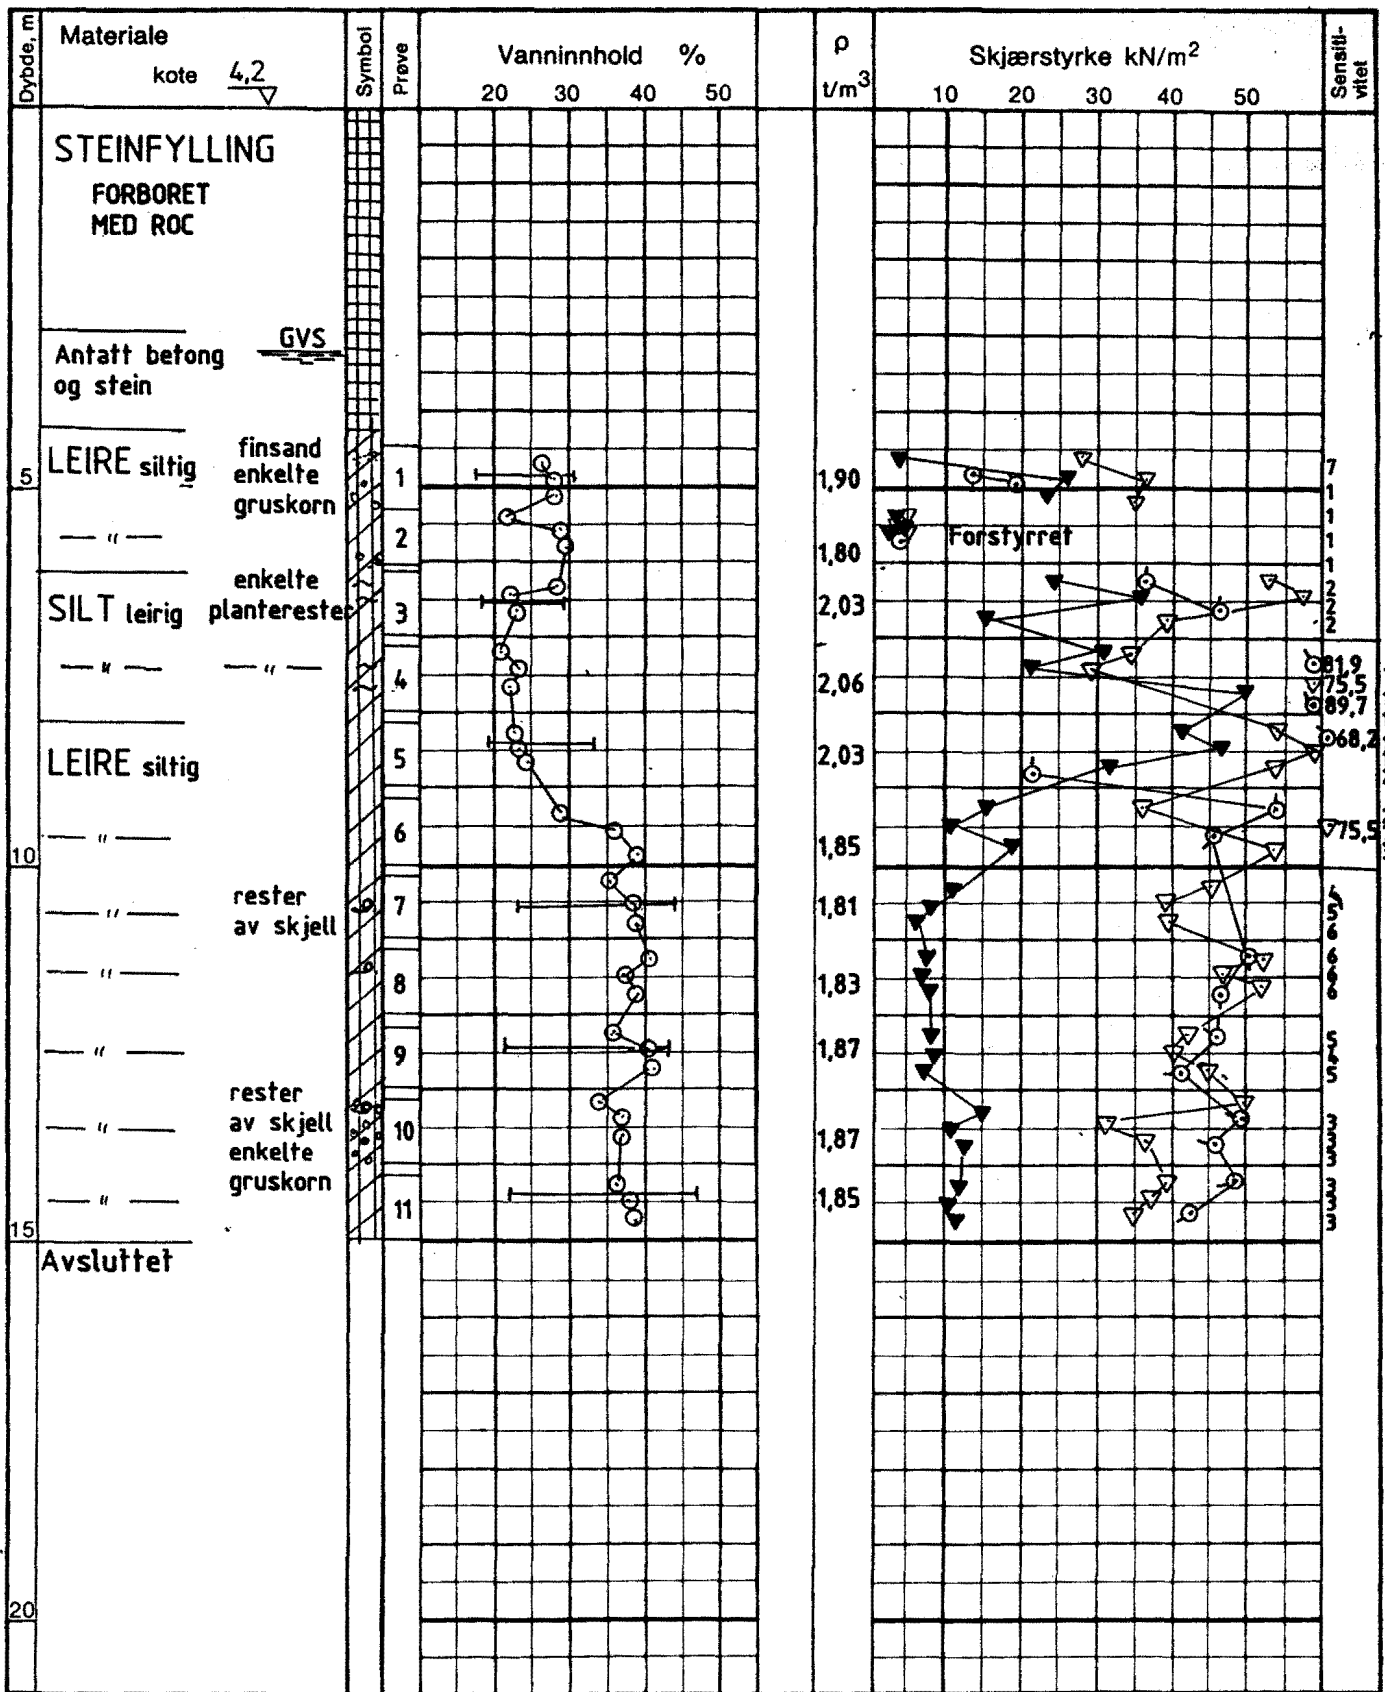 Dybde, m
Materiale
kote 4,2
Symbol
Prøve
Vanninnhold %
20 30 40 50
ρ
t/m³
Skjærstyrke kN/m²
10 20 30 40 50
Sensiti-
vitet
STEINFYLLING
FORBORET
MED ROC
GVS
Antatt betong
og stein
LEIRE siltig
finsand
enkelte
gruskorn
5
1
1,90
7
1
— " —
2
1,80
Forstyrret
1
1
1
SILT leirig
enkelte
planterester
3
2,03
2
2
2
— " — — " —
4
2,06
81,9
75,5
89,7
LEIRE siltig
5
2,03
68,2
— " —
6
1,85
75,5
10
— " —
rester
av skjell
7
1,81
4
5
6
— " —
8
1,83
6
6
6
— " —
9
1,87
5
5
5
— " —
rester
av skjell
enkelte
gruskorn
10
1,87
3
3
3
— " —
11
1,85
3
3
3
15
Avsluttet
20